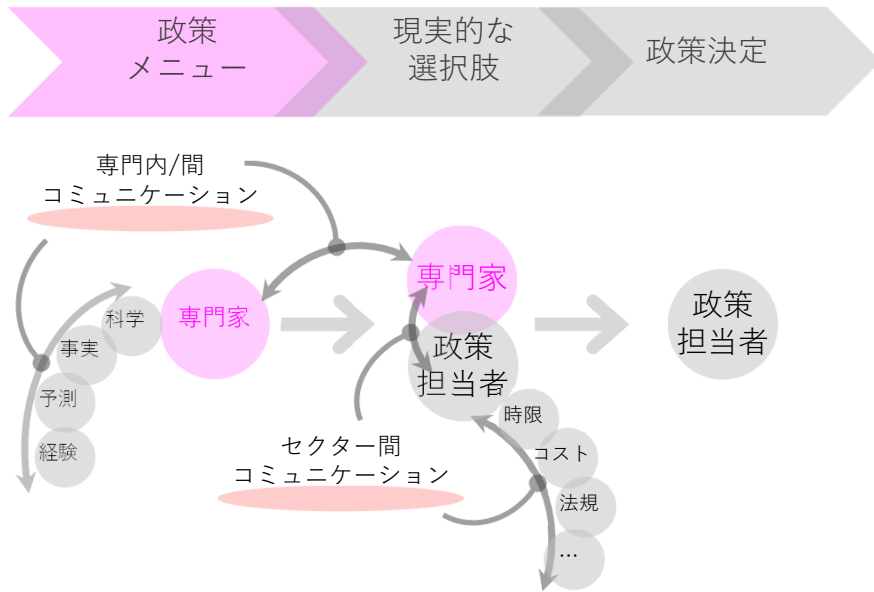 政策
メニュー
現実的な
選択肢
政策決定
専門内/間
コミュニケーション
専門家
科学
事実
予測
経験
専門家
政策
担当者
政策
担当者
時限
コスト
法規
…
セクター間
コミュニケーション